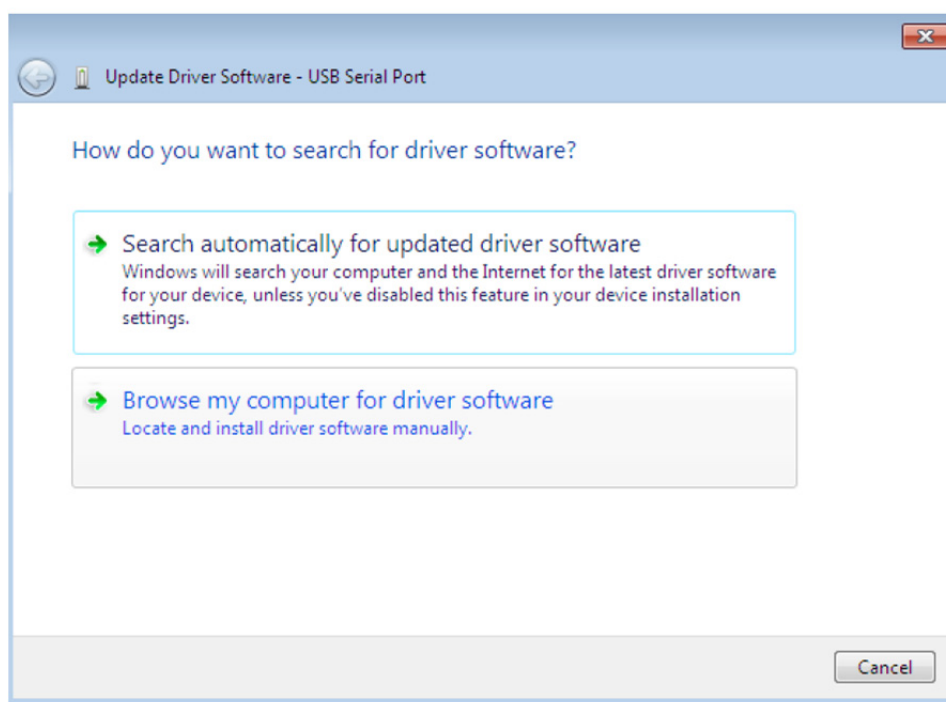 Update Driver Software - USB Serial Port
How do you want to search for driver software?
Search automatically for updated driver software
Windows will search your computer and the Internet for the latest driver software
for your device, unless you've disabled this feature in your device installation
settings.
Browse my computer for driver software
Locate and install driver software manually.
Cancel